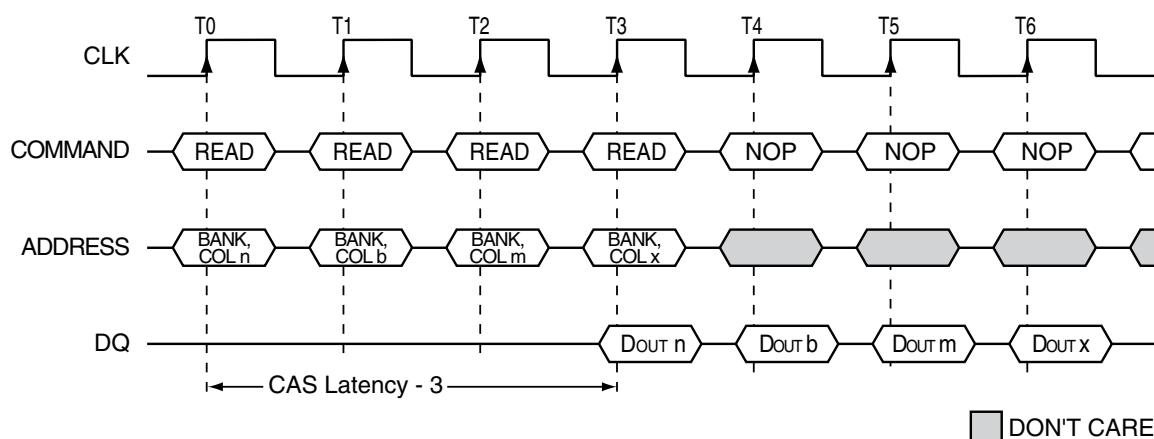 T0 T1 T2 T3 T4 T5 T6
CLK
COMMAND READ READ READ READ NOP NOP NOP
ADDRESS BANK, COL n BANK, COL b BANK, COL m BANK, COL x
DQ DOUT n DOUT b DOUT m DOUT x
CAS Latency - 3
DON'T CARE